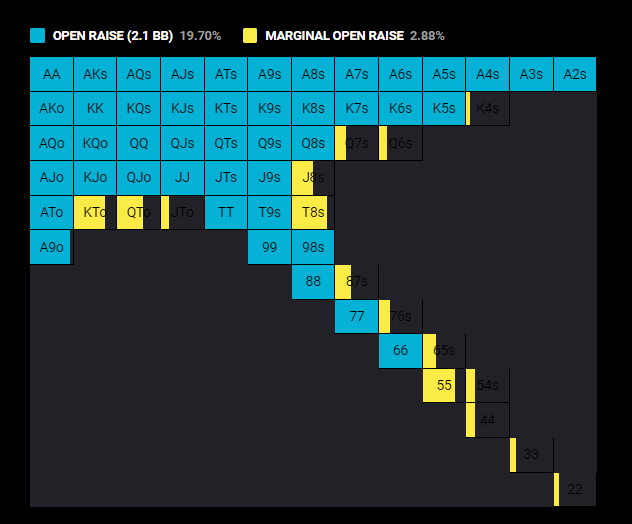 OPEN RAISE (2.1 BB) 19.70% MARGINAL OPEN RAISE 2.88%
AA AKs AQs AJs ATs A9s A8s A7s A6s A5s A4s A3s A2s
AKo KK KQs KJs KTs K9s K8s K7s K6s K5s K4s
AQo KQo QQ QJs QTs Q9s Q8s Q7s Q6s
AJo KJo QJo JJ JTs J9s J8s
ATo KTo QTo JTo TT T9s T8s
A9o 99 98s
88 87s
77 76s
66 65s
55 54s
44
33
22